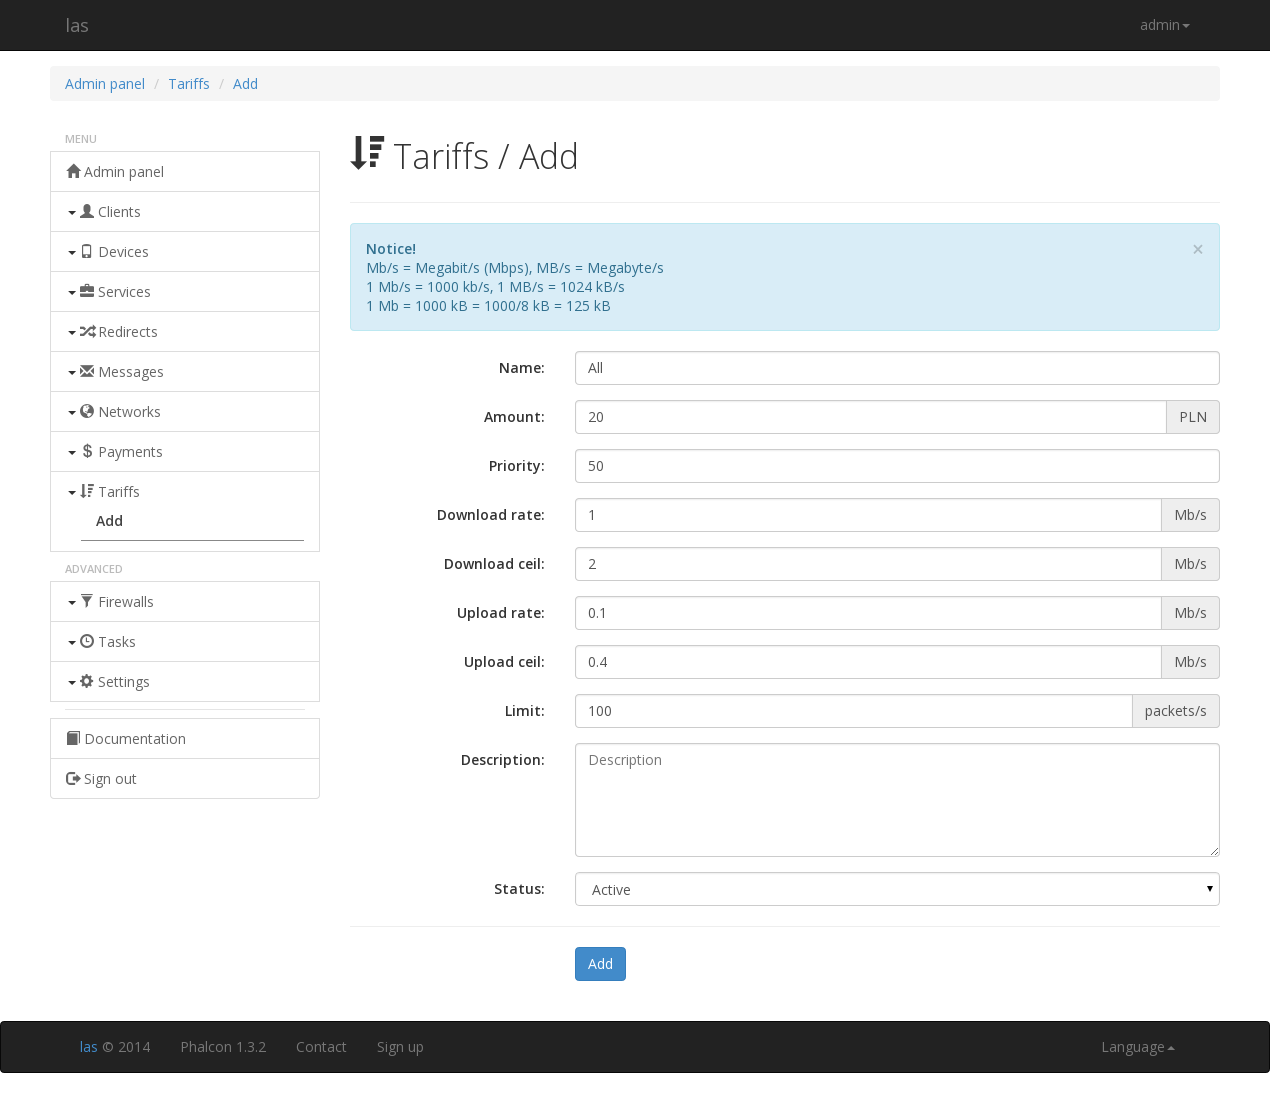 las
admin
Admin panel / Tariffs / Add
MENU
Admin panel
Clients
Devices
Services
Redirects
Messages
Networks
Payments
Tariffs
Add
ADVANCED
Firewalls
Tasks
Settings
Documentation
Sign out
Tariffs / Add
Notice!
×
Mb/s = Megabit/s (Mbps), MB/s = Megabyte/s
1 Mb/s = 1000 kb/s, 1 MB/s = 1024 kB/s
1 Mb = 1000 kB = 1000/8 kB = 125 kB
Name: All
Amount: 20 PLN
Priority: 50
Download rate: 1 Mb/s
Download ceil: 2 Mb/s
Upload rate: 0.1 Mb/s
Upload ceil: 0.4 Mb/s
Limit: 100 packets/s
Description: Description
Status: Active
Add
las © 2014 Phalcon 1.3.2 Contact Sign up Language